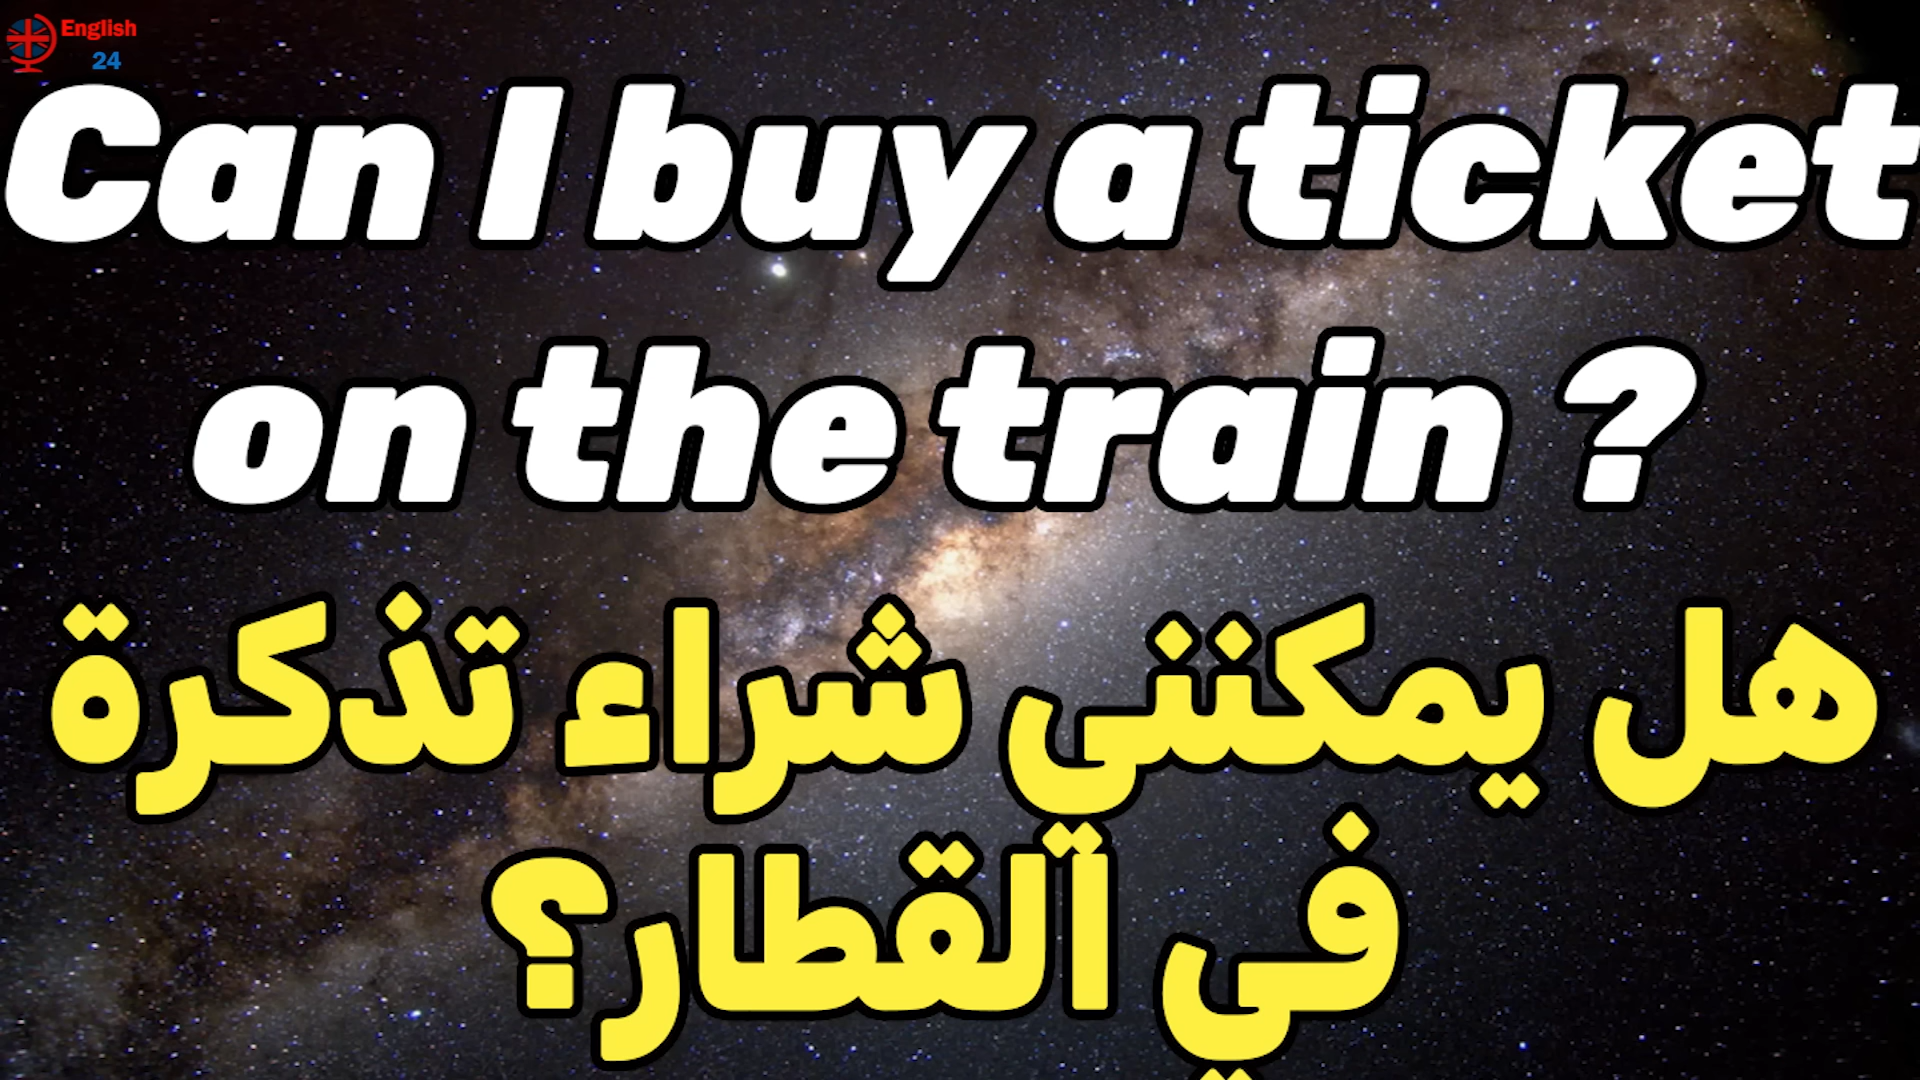 English
24
Can I buy a ticket
on the train ?
هل يمكنني شراء تذكرة
في القطار؟